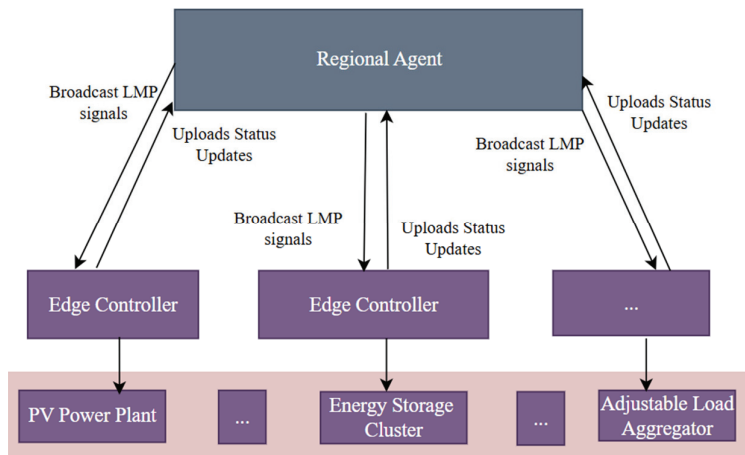 Regional Agent
Broadcast LMP
signals
Uploads Status
Updates
Uploads Status
Updates
Broadcast LMP
signals
Broadcast LMP
signals
Uploads Status
Updates
Edge Controller
Edge Controller
...
PV Power Plant
...
Energy Storage
Cluster
...
Adjustable Load
Aggregator